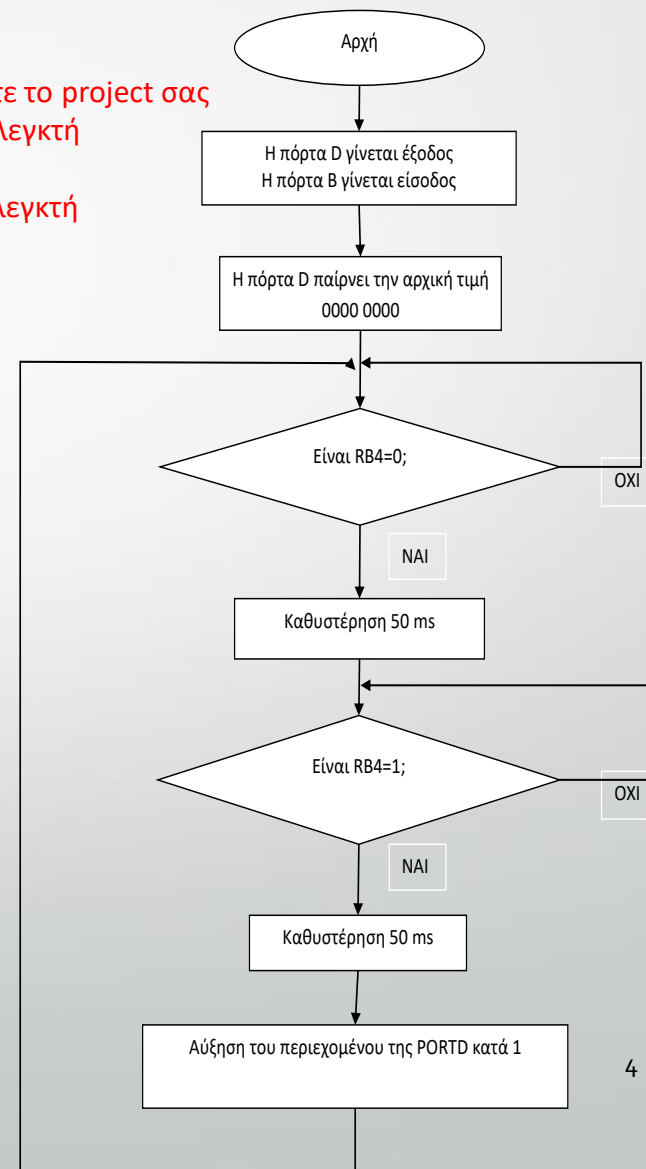 Αρχή
το project σας
Η πόρτα D γίνεται έξοδος
Η πόρτα B γίνεται είσοδος
Η πόρτα D παίρνει την αρχική τιμή
0000 0000
Είναι RB4=0;
ΟΧΙ
ΝΑΙ
Καθυστέρηση 50 ms
Είναι RB4=1;
ΟΧΙ
ΝΑΙ
Καθυστέρηση 50 ms
Αύξηση του περιεχομένου της PORTD κατά 1
4